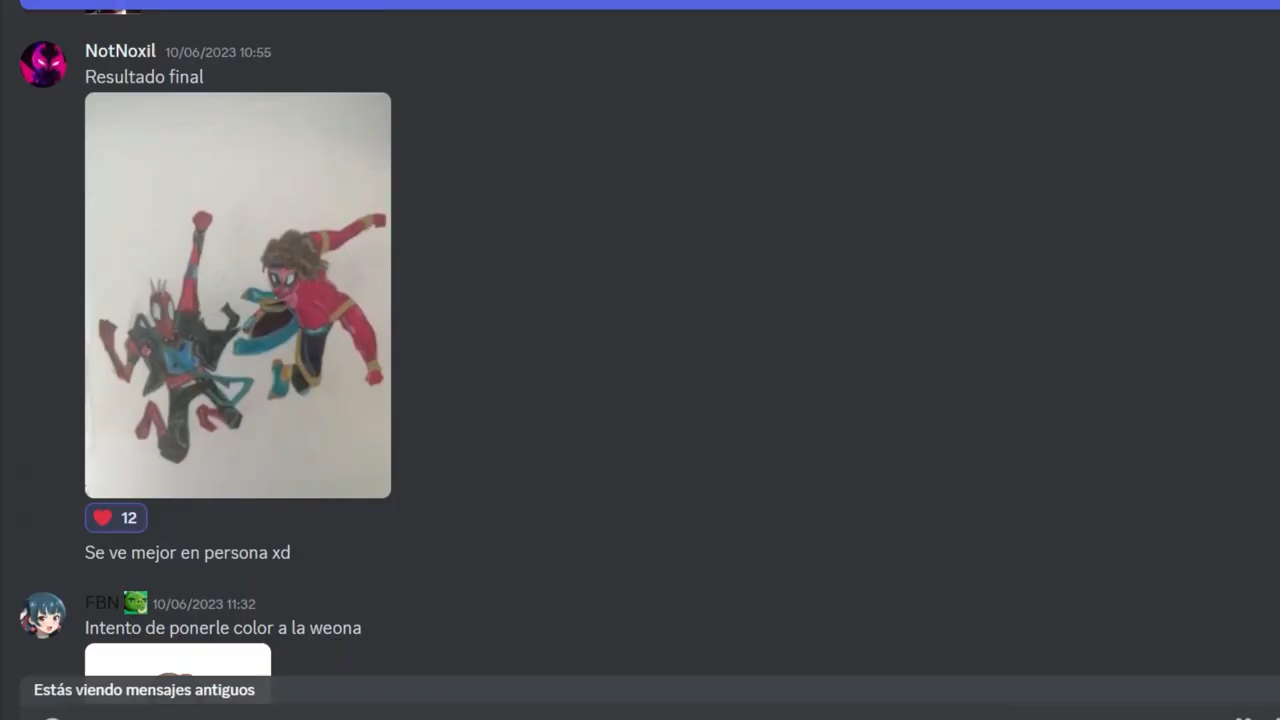 NotNoxil 10/06/2023 10:55
Resultado final
12
Se ve mejor en persona xd
FBN 10/06/2023 11:32
Intento de ponerle color a la weona
Estás viendo mensajes antiguos